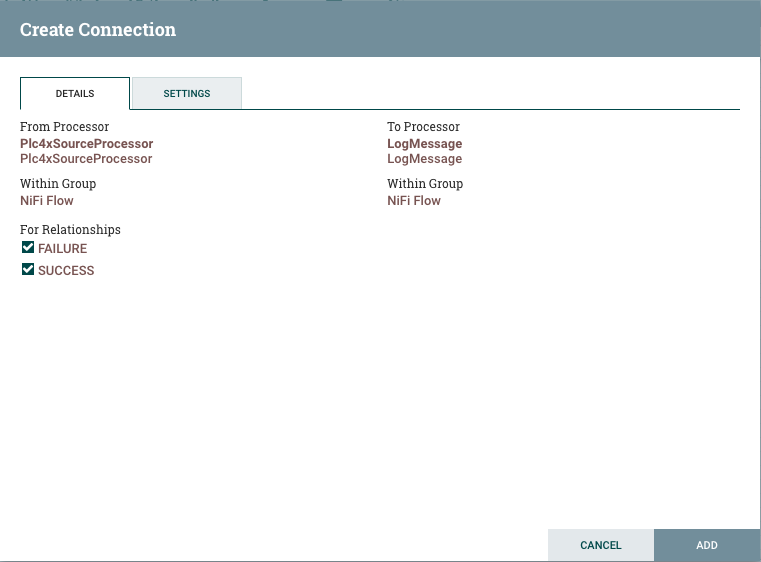 Create Connection
DETAILS
SETTINGS
From Processor
Plc4xSourceProcessor
Plc4xSourceProcessor
Within Group
NiFi Flow
For Relationships
FAILURE
SUCCESS
To Processor
LogMessage
LogMessage
Within Group
NiFi Flow
CANCEL
ADD